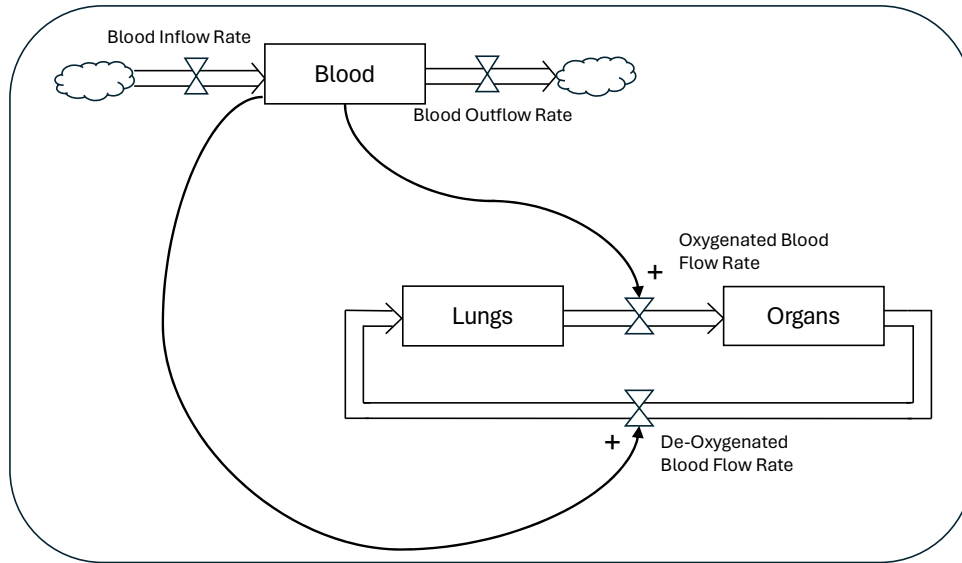 Blood Inflow Rate
Blood
Blood Outflow Rate
Oxygenated Blood
Flow Rate
+
Lungs
Organs
+
De-Oxygenated
Blood Flow Rate